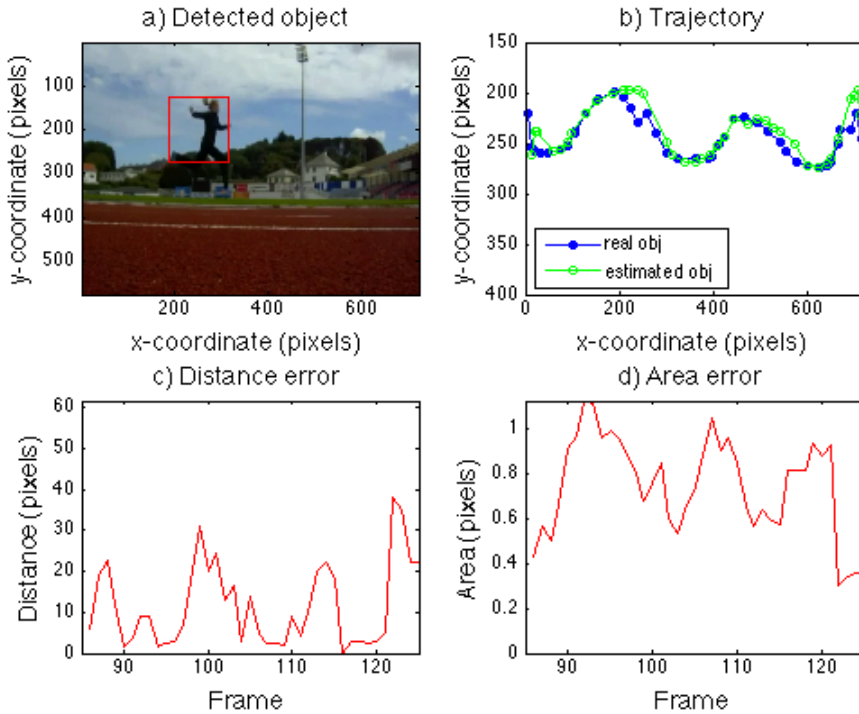 a) Detected object
y-coordinate (pixels)
100
200
300
400
500
200
400
600
x-coordinate (pixels)
b) Trajectory
y-coordinate (pixels)
150
200
250
300
350
400
real obj
estimated obj
0
200
400
600
x-coordinate (pixels)
c) Distance error
Distance (pixels)
60
50
40
30
20
10
0
90
100
110
120
Frame
d) Area error
Area (pixels)
1
0.8
0.6
0.4
0.2
0
90
100
110
120
Frame